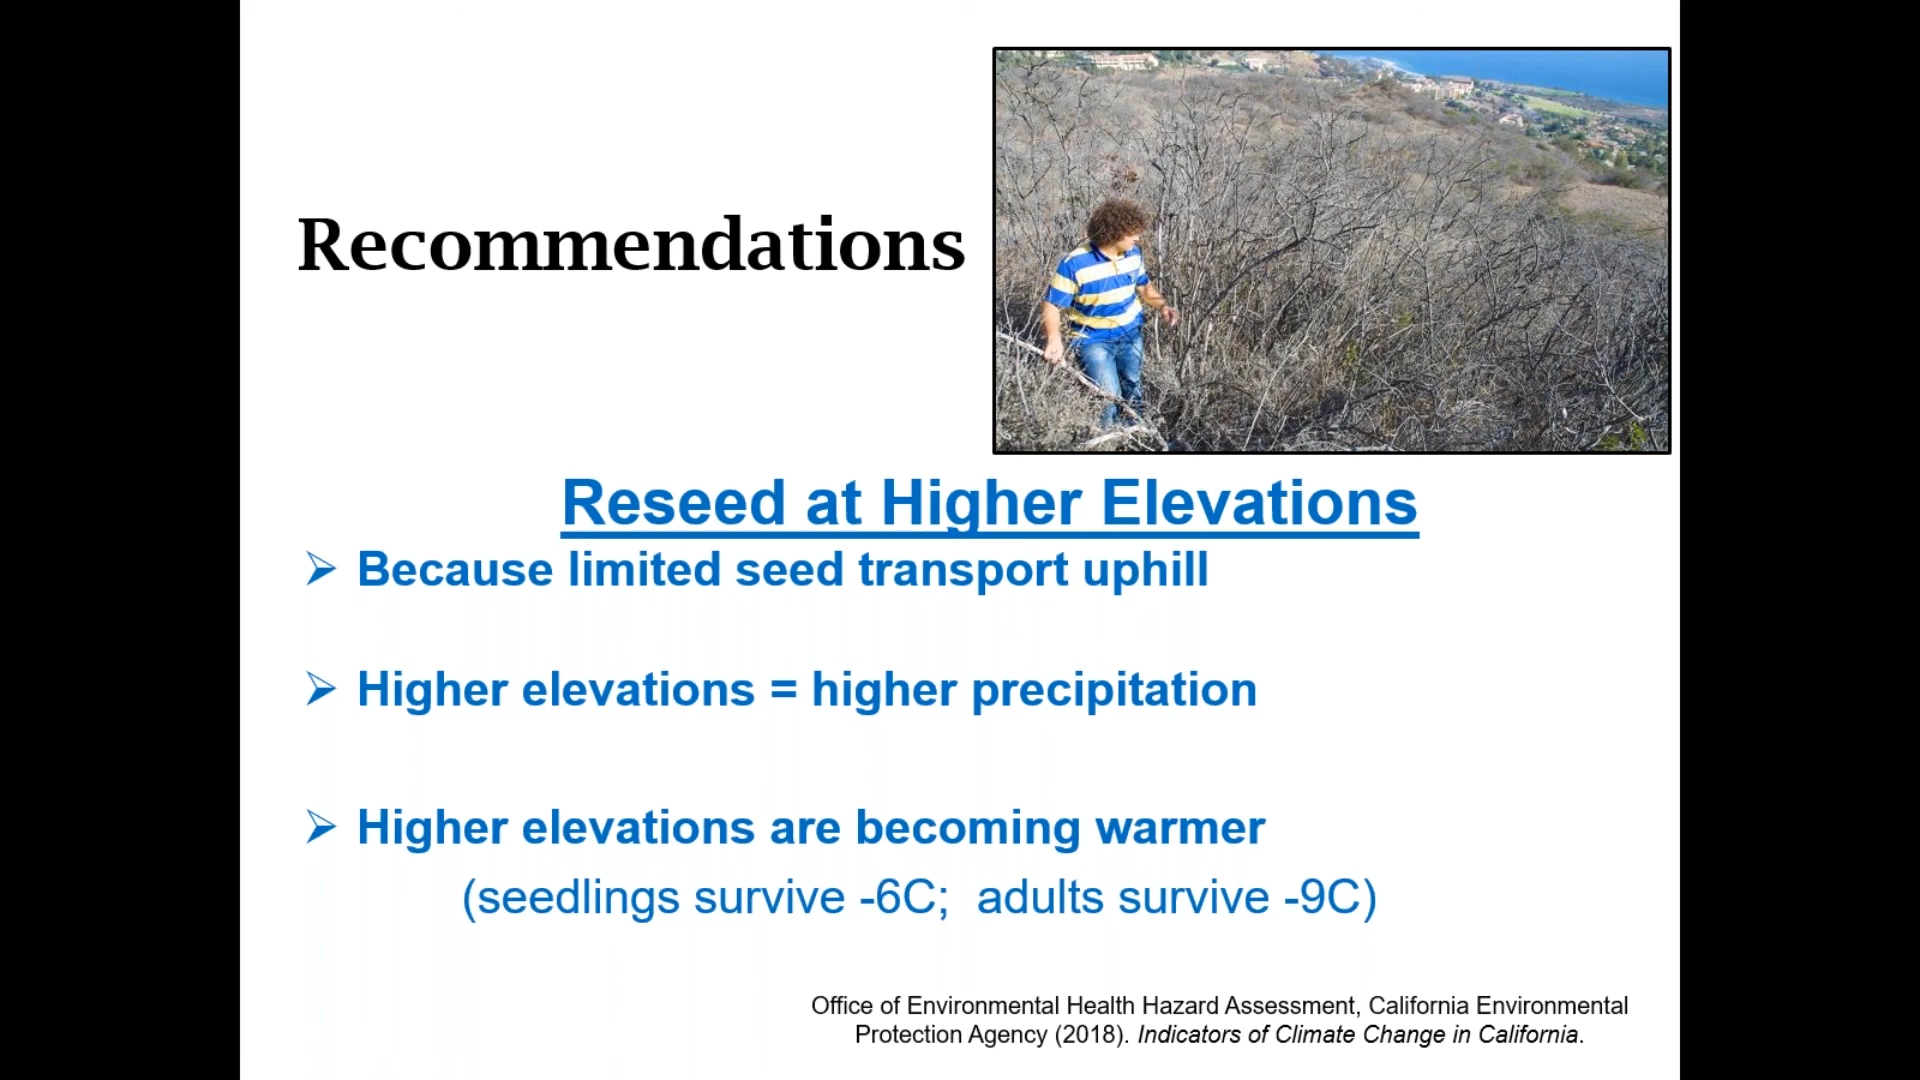 Recommendations
Reseed at Higher Elevations
➢ Because limited seed transport uphill
➢ Higher elevations = higher precipitation
➢ Higher elevations are becoming warmer
(seedlings survive -6C;  adults survive -9C)
Office of Environmental Health Hazard Assessment, California Environmental
Protection Agency (2018). Indicators of Climate Change in California.